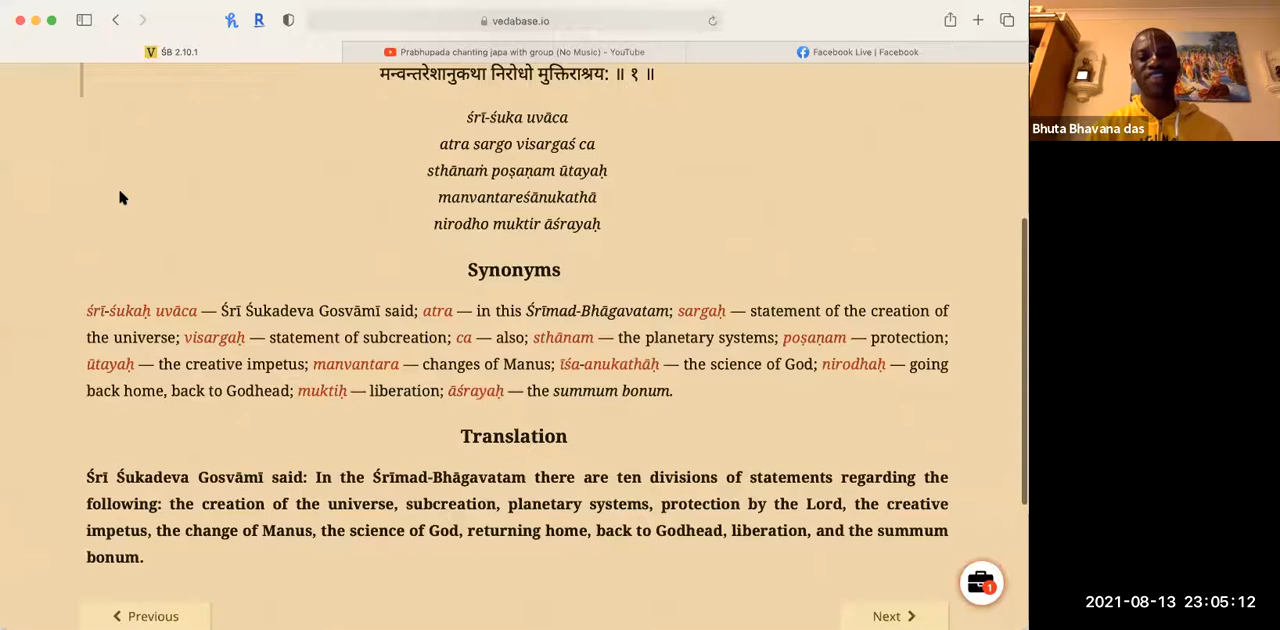 vedabase.io
ŚB 2.10.1
Prabhupada chanting japa with group (No Music) - YouTube
Facebook Live | Facebook
मन्वन्तरेशानुकथा निरोधो मुक्तिराश्रय: ॥ १ ॥
śrī-śuka uvāca
atra sargo visargaś ca
sthānaṁ poṣaṇam ūtayaḥ
manvantareśānukathā
nirodho muktir āśrayaḥ
Synonyms
śrī-śukaḥ uvāca — Śrī Śukadeva Gosvāmī said; atra — in this Śrīmad-Bhāgavatam; sargaḥ — statement of the creation of
the universe; visargaḥ — statement of subcreation; ca — also; sthānam — the planetary systems; poṣaṇam — protection;
ūtayaḥ — the creative impetus; manvantara — changes of Manus; īśa-anukathāḥ — the science of God; nirodhaḥ — going
back home, back to Godhead; muktiḥ — liberation; āśrayaḥ — the summum bonum.
Translation
Śrī Śukadeva Gosvāmī said: In the Śrīmad-Bhāgavatam there are ten divisions of statements regarding the
following: the creation of the universe, subcreation, planetary systems, protection by the Lord, the creative
impetus, the change of Manus, the science of God, returning home, back to Godhead, liberation, and the summum
bonum.
Previous
Next
1
Bhuta Bhavana das
2021-08-13 23:05:12